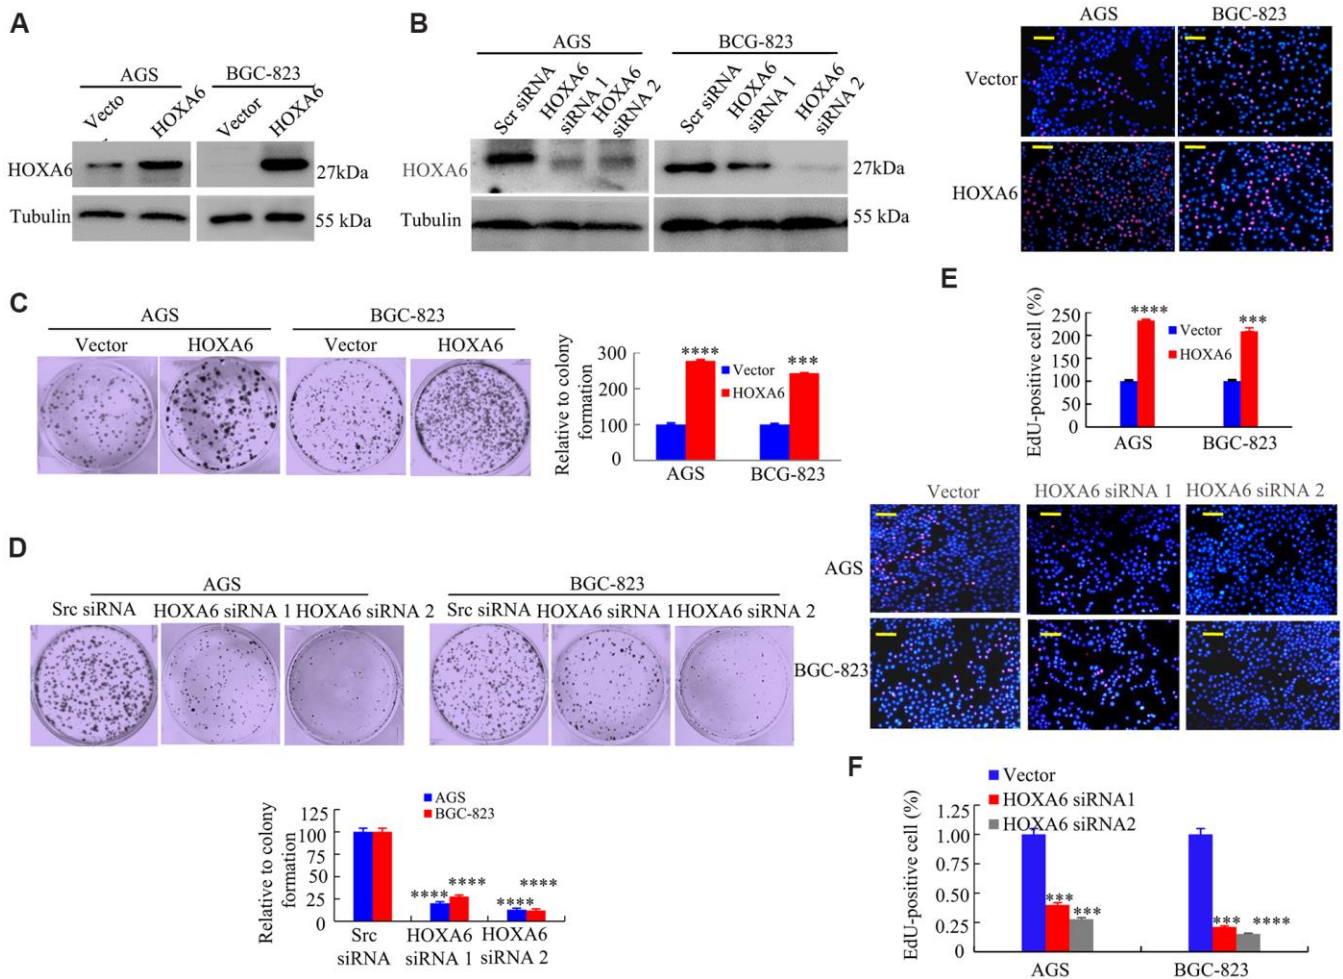 A
AGS
BGC-823
Vecto
HOXA6
Vector
HOXA6
HOXA6
27kDa
Tubulin
55 kDa
B
AGS
BCG-823
Scr siRNA
HOXA6
siRNA 1
HOXA6
siRNA 2
Scr siRNA
HOXA6
siRNA 1
HOXA6
siRNA 2
HOXA6
27kDa
Tubulin
55 kDa
AGS
BGC-823
Vector
HOXA6
C
AGS
BGC-823
Vector
HOXA6
Vector
HOXA6
Relative to colony
formation
300
200
100
0
****
***
Vector
HOXA6
AGS
BCG-823
E
EdU-positive cell (%)
250
200
150
100
50
0
****
***
Vector
HOXA6
AGS
BGC-823
D
AGS
BGC-823
Src siRNA
HOXA6 siRNA 1
HOXA6 siRNA 2
Src siRNA
HOXA6 siRNA 1
HOXA6 siRNA 2
Relative to colony
formation
125
100
75
50
25
0
AGS
BGC-823
****
****
****
****
Src
siRNA
HOXA6
siRNA 1
HOXA6
siRNA 2
Vector
HOXA6 siRNA 1
HOXA6 siRNA 2
AGS
BGC-823
F
Vector
HOXA6 siRNA1
HOXA6 siRNA2
EdU-positive cell (%)
1.25
1.00
0.75
0.50
0.25
0
***
***
***
****
AGS
BGC-823